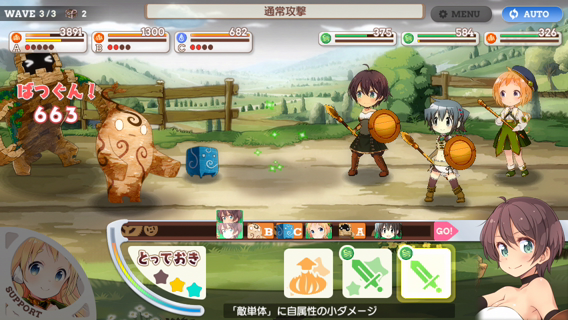 WAVE 3/3 2
通常攻撃
MENU
AUTO
A 3891
B 1300
C 682
375
584
326
ばつぐん！
663
B C A GO!
とっておき
SUPPORT
「敵単体」に自属性の小ダメージ